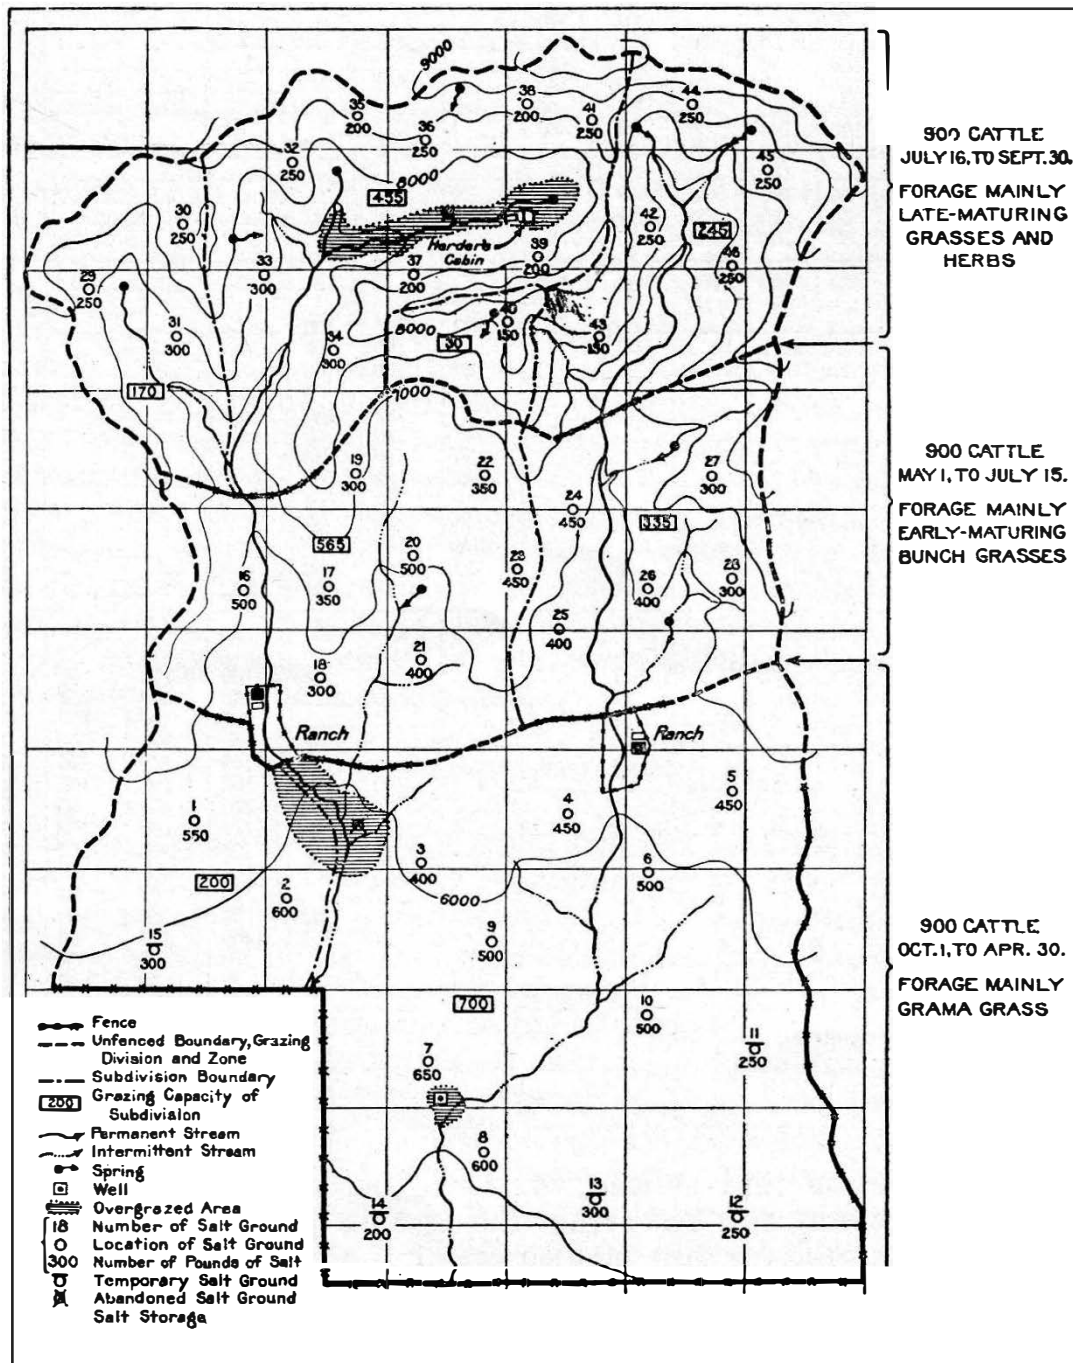 9000
38
200
44
250
35
200
41
250
36
250
32
250
8000
45
250
455
30
250
42
250
245
Herder's
Cabin
39
200
33
300
37
200
46
250
29
250
40
150
8000
31
300
34
300
30
43
150
170
7000
19
300
22
350
27
300
24
450
335
565
20
500
23
450
16
500
17
350
26
400
28
300
25
400
21
400
18
300
Ranch
Ranch
5
450
1
550
4
450
3
400
6
500
200
2
600
6000
15
300
9
500
700
10
500
7
650
11
250
8
600
14
200
13
300
12
250
900 CATTLE
JULY 16, TO SEPT. 30.
FORAGE MAINLY
LATE-MATURING
GRASSES AND
HERBS
900 CATTLE
MAY 1, TO JULY 15.
FORAGE MAINLY
EARLY-MATURING
BUNCH GRASSES
900 CATTLE
OCT. 1, TO APR. 30.
FORAGE MAINLY
GRAMA GRASS
Fence
Unfenced Boundary, Grazing
Division and Zone
Subdivision Boundary
200 Grazing Capacity of
Subdivision
Permanent Stream
Intermittent Stream
Spring
Well
Overgrazed Area
18 Number of Salt Ground
Location of Salt Ground
300 Number of Pounds of Salt
Temporary Salt Ground
Abandoned Salt Ground
Salt Storage